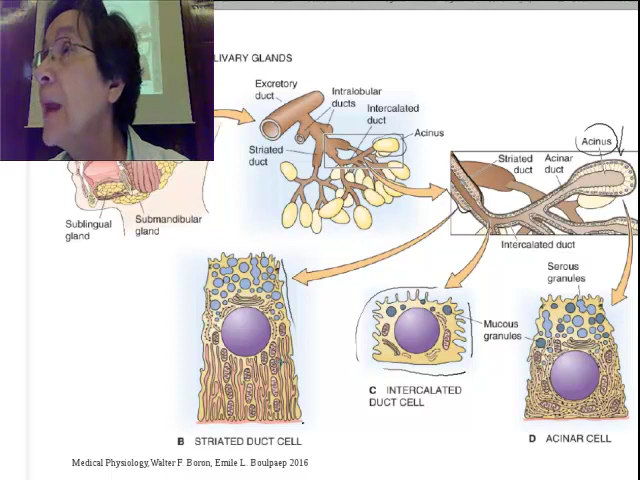 LIVARY GLANDS
Excretory
duct
Intralobular
ducts
Intercalated
duct
Acinus
Striated
duct
Acinus
Striated
duct
Acinar
duct
Intercalated duct
Sublingual
gland
Submandibular
gland
Serous
granules
Mucous
granules
C INTERCALATED
DUCT CELL
B STRIATED DUCT CELL
D ACINAR CELL
Medical Physiology,Walter F. Boron, Emile L. Boulpaep 2016